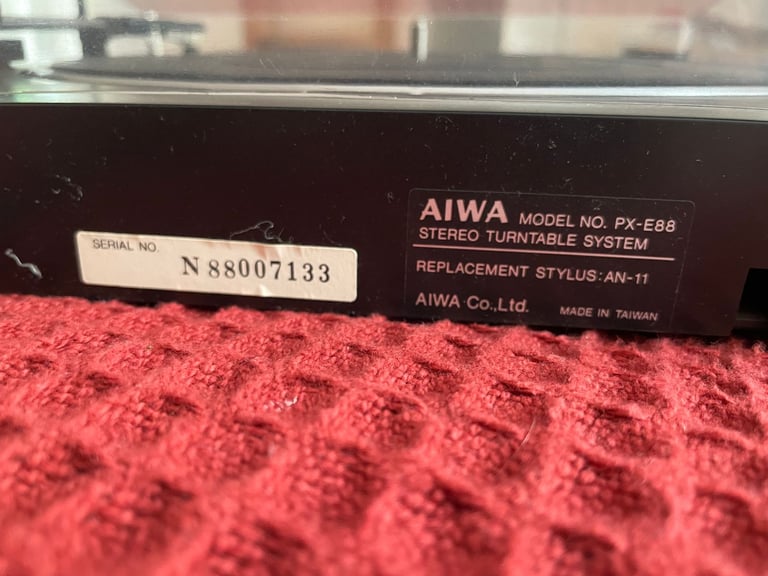 SERIAL NO.
N 88007133
AIWA MODEL NO. PX-E88
STEREO TURNTABLE SYSTEM
REPLACEMENT STYLUS: AN-11
AIWA Co.,Ltd. MADE IN TAIWAN